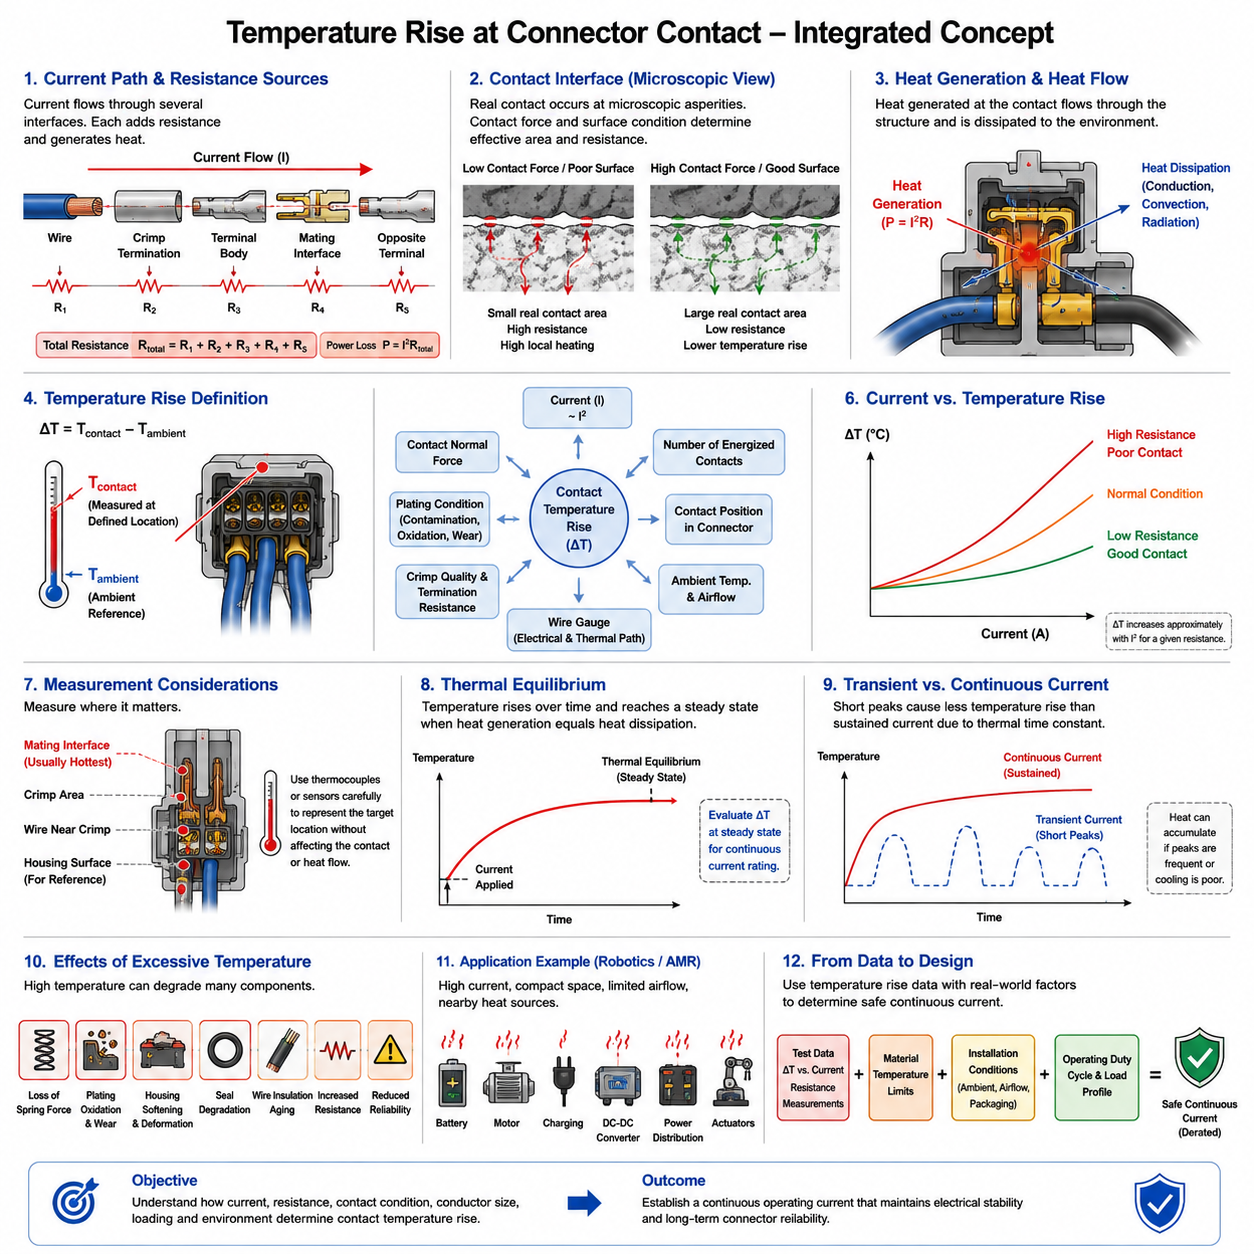 Temperature Rise at Connector Contact – Integrated Concept
1. Current Path & Resistance Sources
Current flows through several
interfaces. Each adds resistance
and generates heat.
Current Flow (I)
Wire
Crimp
Termination
Terminal
Body
Mating
Interface
Opposite
Terminal
R1
R2
R3
R4
R5
Total Resistance Rtotal = R1 + R2 + R3 + R4 + R5
Power Loss P = I²Rtotal
2. Contact Interface (Microscopic View)
Real contact occurs at microscopic asperities.
Contact force and surface condition determine
effective area and resistance.
Low Contact Force / Poor Surface
High Contact Force / Good Surface
Small real contact area
High resistance
High local heating
Large real contact area
Low resistance
Lower temperature rise
3. Heat Generation & Heat Flow
Heat generated at the contact flows through the
structure and is dissipated to the environment.
Heat
Generation
(P = I²R)
Heat Dissipation
(Conduction,
Convection,
Radiation)
4. Temperature Rise Definition
ΔT = Tcontact – Tambient
Tcontact
(Measured at
Defined Location)
Tambient
(Ambient
Reference)
Current (I)
~ I²
Contact Normal
Force
Number of Energized
Contacts
Plating Condition
(Contamination,
Oxidation, Wear)
Contact
Temperature
Rise
(ΔT)
Contact Position
in Connector
Crimp Quality &
Termination
Resistance
Ambient Temp.
& Airflow
Wire Gauge
(Electrical & Thermal Path)
6. Current vs. Temperature Rise
ΔT (°C)
High Resistance
Poor Contact
Normal Condition
Low Resistance
Good Contact
Current (A)
ΔT increases approximately
with I² for a given resistance.
7. Measurement Considerations
Measure where it matters.
Mating Interface
(Usually Hottest)
Crimp Area
Wire Near Crimp
Housing Surface
(For Reference)
Use thermocouples
or sensors carefully
to represent the target
location without
affecting the contact
or heat flow.
8. Thermal Equilibrium
Temperature rises over time and reaches a steady state
when heat generation equals heat dissipation.
Temperature
Thermal Equilibrium
(Steady State)
Current
Applied
Time
Evaluate ΔT
at steady state
for continuous
current rating.
9. Transient vs. Continuous Current
Short peaks cause less temperature rise than
sustained current due to thermal time constant.
Temperature
Continuous Current
(Sustained)
Transient Current
(Short Peaks)
Time
Heat can
accumulate
if peaks are
frequent or
cooling is poor.
10. Effects of Excessive Temperature
High temperature can degrade many components.
Loss of
Spring Force
Plating
Oxidation
& Wear
Housing
Softening
& Deformation
Seal
Degradation
Wire Insulation
Aging
Increased
Resistance
Reduced
Reliability
11. Application Example (Robotics / AMR)
High current, compact space, limited airflow,
nearby heat sources.
Battery
Motor
Charging
DC-DC
Converter
Power
Distribution
Actuators
12. From Data to Design
Use temperature rise data with real-world factors
to determine safe continuous current.
Test Data
ΔT vs. Current
Resistance
Measurements
+
Material
Temperature
Limits
+
Installation
Conditions
(Ambient, Airflow,
Packaging)
+
Operating Duty
Cycle & Load
Profile
=
Safe Continuous
Current
(Derated)
Objective
Understand how current, resistance, contact condition, conductor size,
loading and environment determine contact temperature rise.
Outcome
Establish a continuous operating current that maintains electrical stability
and long-term connector reilability.